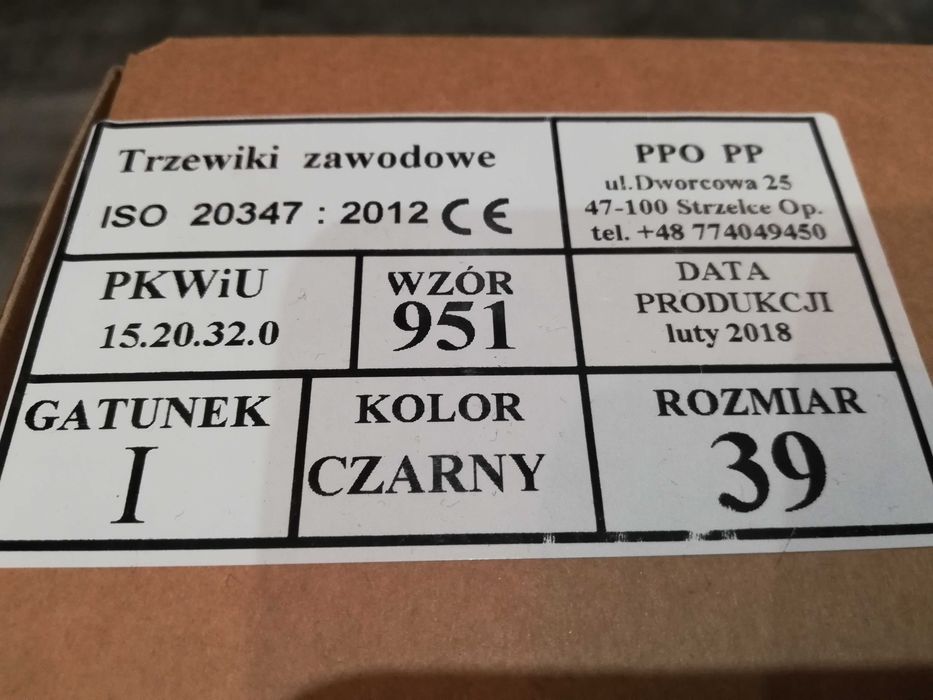 Trzewiki zawodowe
ISO 20347 : 2012 CE
PPO PP
ul.Dworcowa 25
47-100 Strzelce Op.
tel. +48 774049450
PKWiU
15.20.32.0
WZÓR
951
DATA
PRODUKCJI
luty 2018
GATUNEK
I
KOLOR
CZARNY
ROZMIAR
39